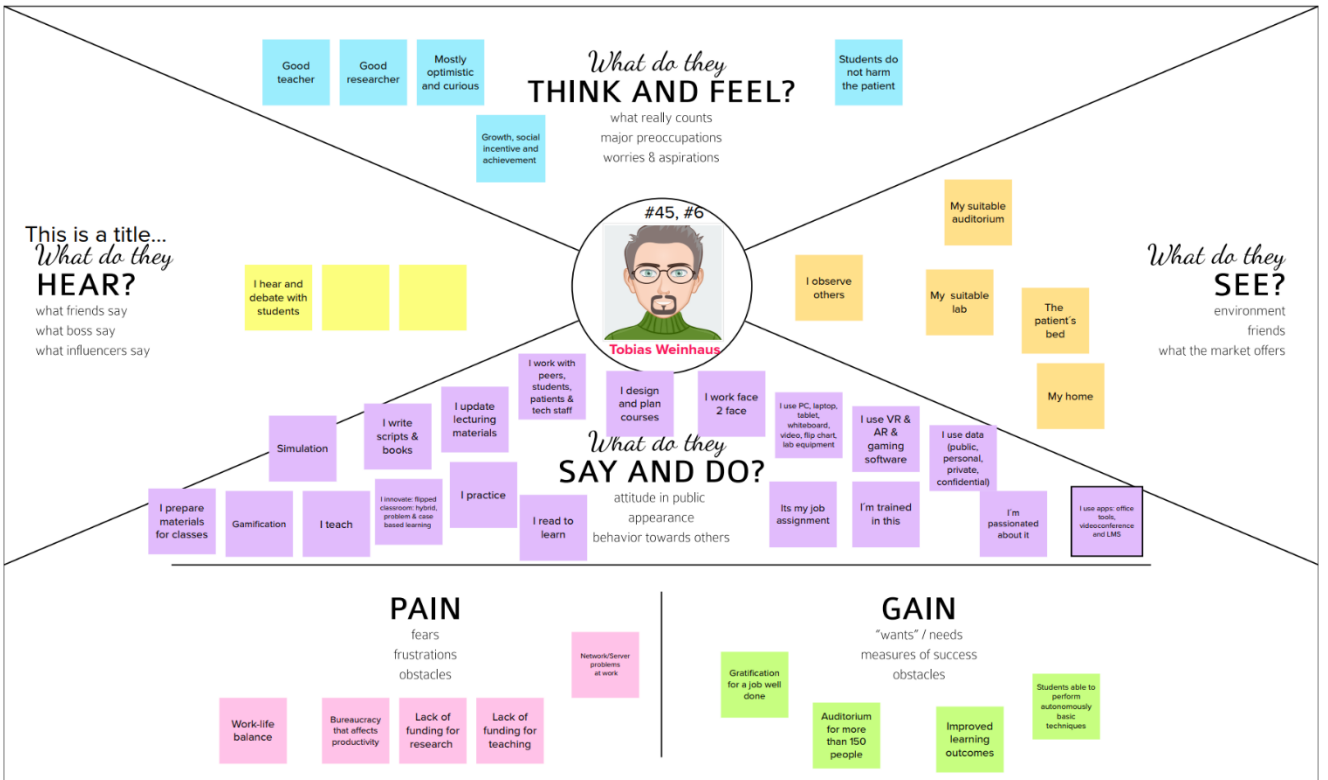 Good
teacher
Good
researcher
Mostly
optimistic
and curious
Growth, social
incentive and
achievement
What do they
THINK AND FEEL?
what really counts
major preoccupations
worries & aspirations
Students do
not harm
the patient
This is a title...
What do they
HEAR?
what friends say
what boss say
what influencers say
I hear and
debate with
students
#45, #6
Tobias Weinhaus
I observe
others
My suitable
auditorium
My suitable
lab
The
patient´s
bed
My home
What do they
SEE?
environment
friends
what the market offers
I prepare
materials
for classes
Simulation
Gamification
I teach
I write
scripts &
books
I innovate: flipped
classroom: hybrid,
problem & case
based learning
I update
lecturing
materials
I practice
I work with
peers,
students,
patients &
tech staff
I read to
learn
I design
and plan
courses
I work face
2 face
What do they
SAY AND DO?
attitude in public
appearance
behavior towards others
I use PC, laptop,
tablet,
whiteboard,
video, flip chart,
lab equipment
I use VR &
AR &
gaming
software
I use data
(public,
personal,
private,
confidential)
Its my job
assignment
I´m trained
in this
I´m
passionated
about it
I use apps: office
tools,
videoconference
and LMS
PAIN
fears
frustrations
obstacles
Work-life
balance
Bureaucracy
that affects
productivity
Lack of
funding for
research
Lack of
funding for
teaching
Network/Server
problems
at work
GAIN
"wants" / needs
measures of success
obstacles
Gratification
for a job well
done
Auditorium
for more
than 150
people
Improved
learning
outcomes
Students able to
perform
autonomously
basic
techniques